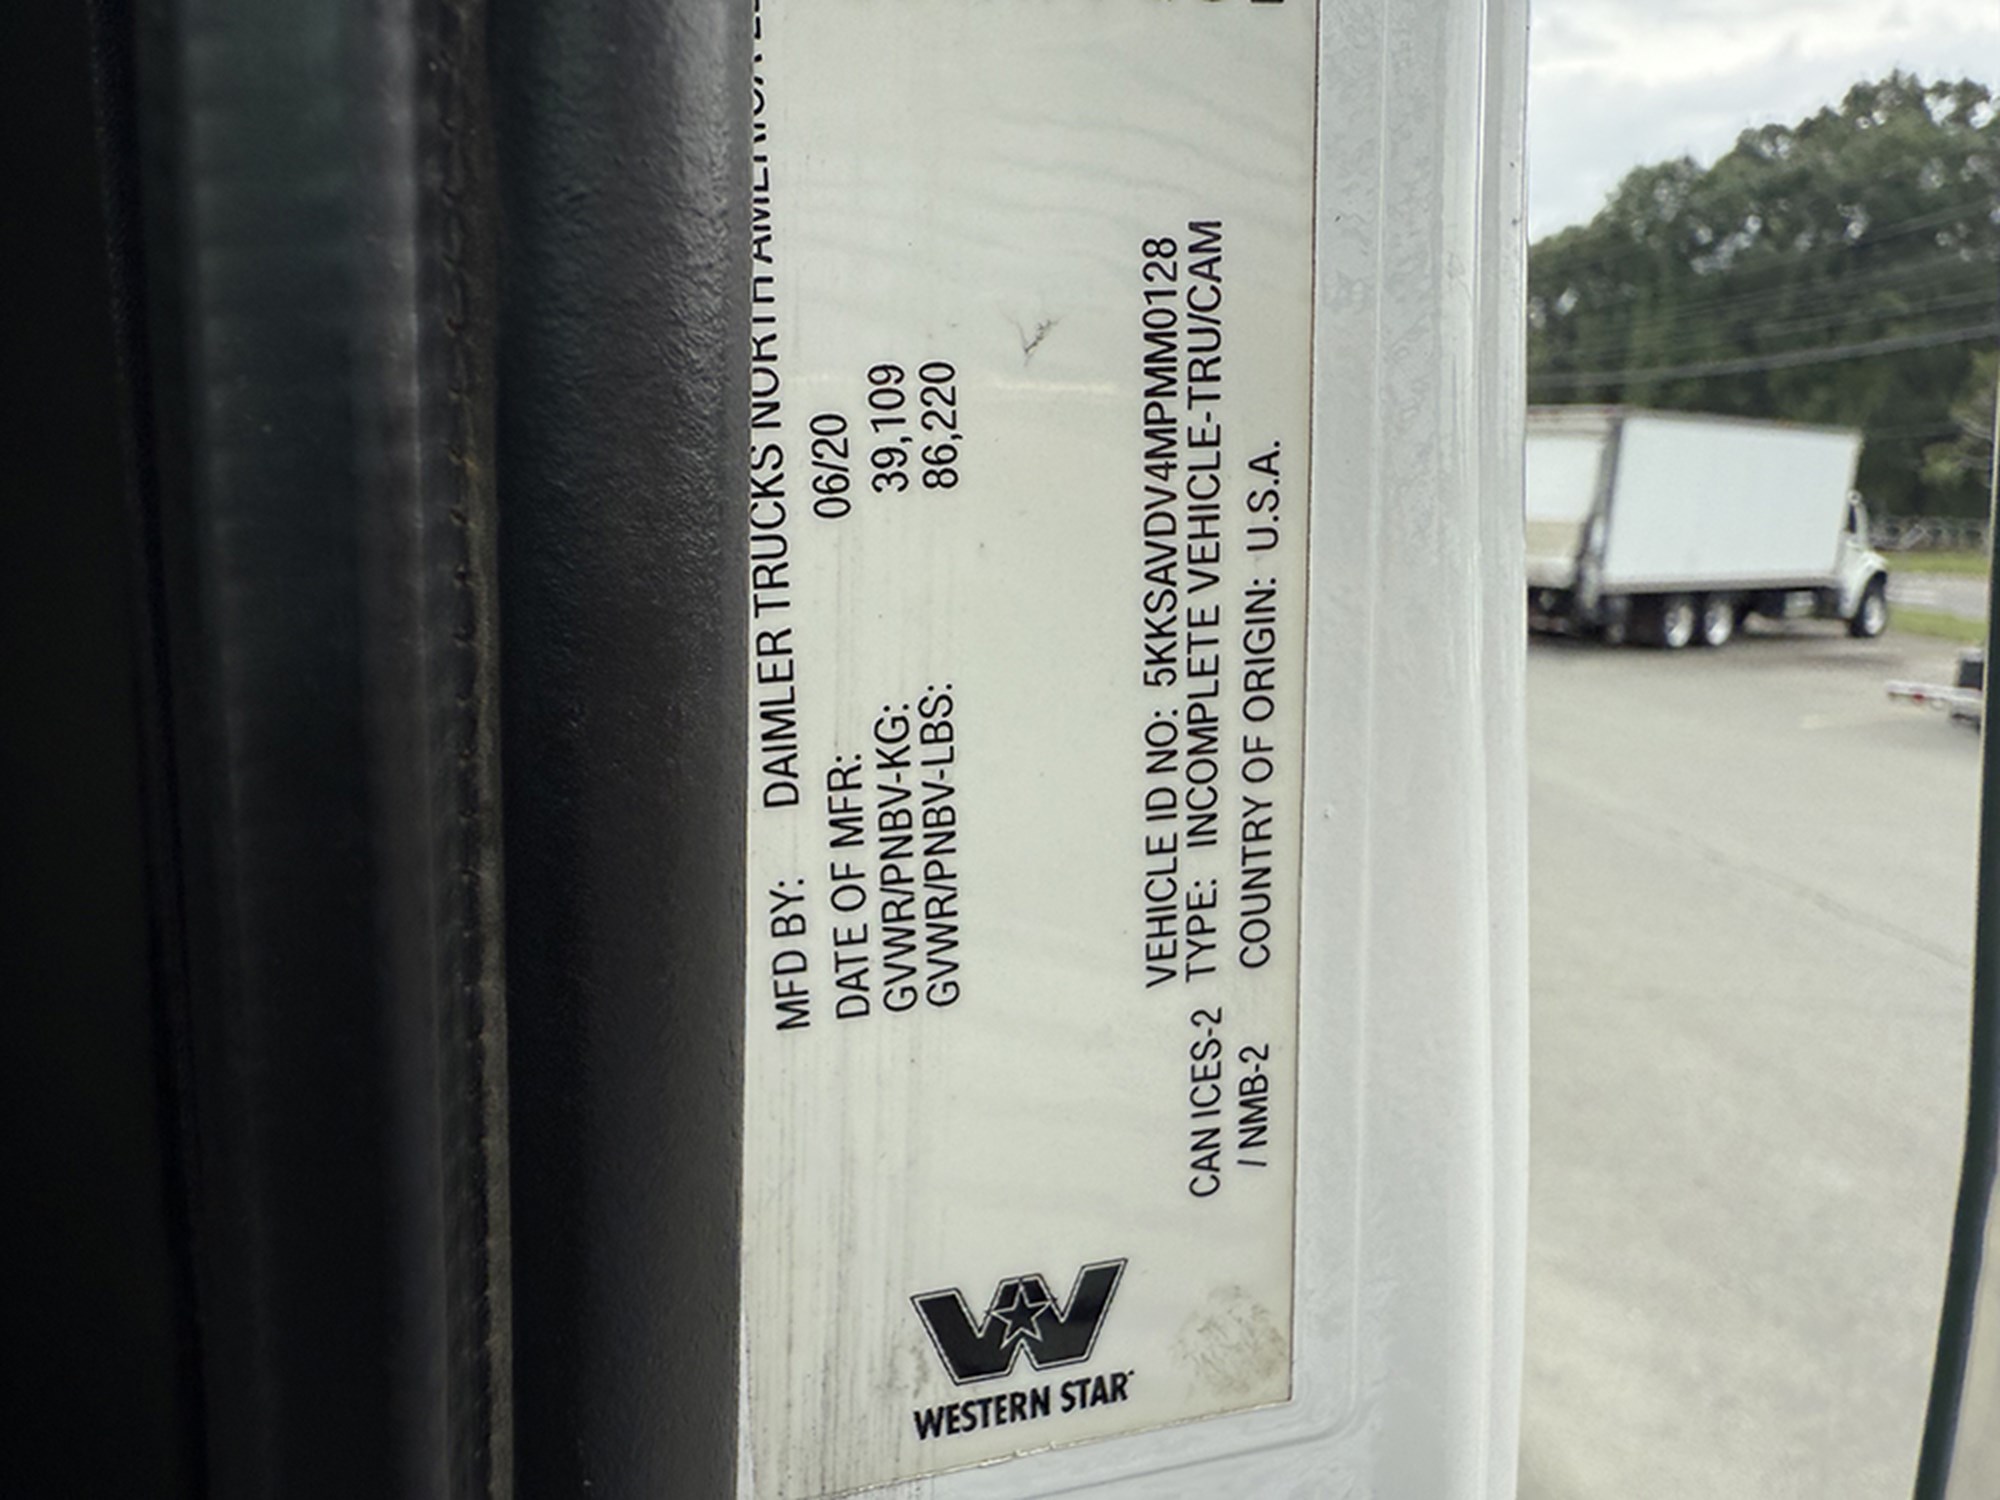 MFD BY: DAIMLER TRUCKS NORTH AMERICA
DATE OF MFR: 06/20
GVWR/PNBV-KG: 39,109
GVWR/PNBV-LBS: 86,220
VEHICLE ID NO: 5KKSAVDV4MPMM0128
CAN ICES-2 TYPE: INCOMPLETE VEHICLE-TRU/CAM
/ NMB-2 COUNTRY OF ORIGIN: U.S.A.
WESTERN STAR